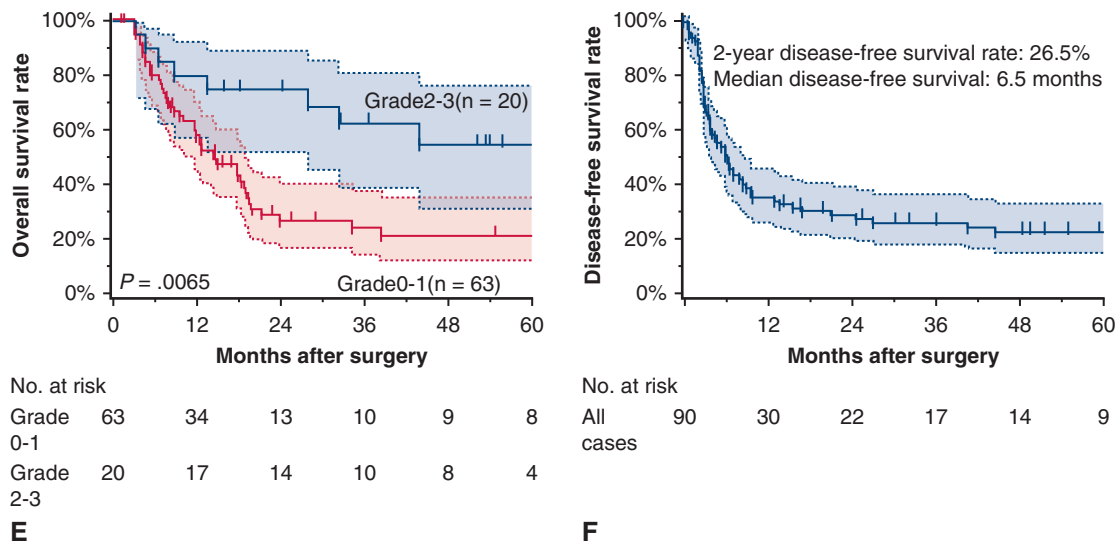 Overall survival rate
100%
80%
60%
40%
20%
0%
Grade2-3(n = 20)
P = .0065
Grade0-1(n = 63)
0 12 24 36 48 60
Months after surgery
No. at risk
Grade 0-1 63 34 13 10 9 8
Grade 2-3 20 17 14 10 8 4
E
Disease-free survival rate
100%
80%
60%
40%
20%
0%
2-year disease-free survival rate: 26.5%
Median disease-free survival: 6.5 months
12 24 36 48 60
Months after surgery
No. at risk
All cases 90 30 22 17 14 9
F